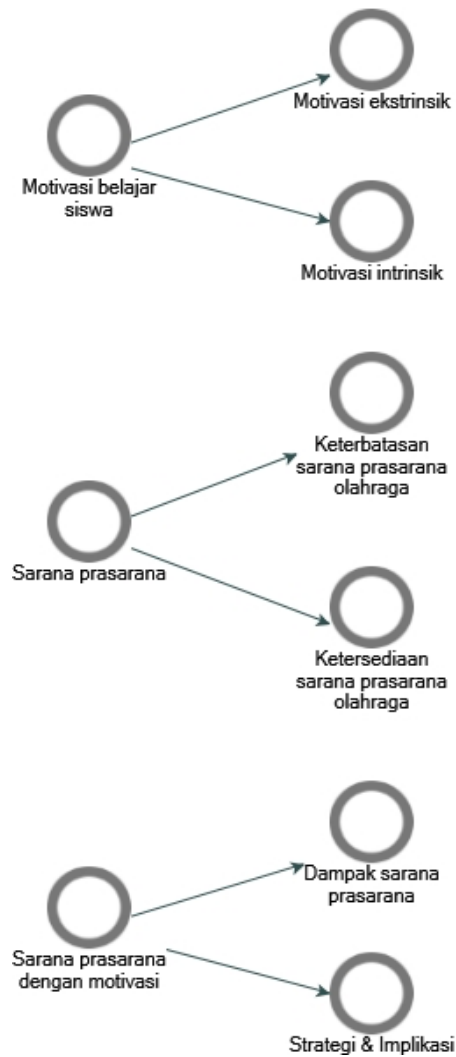 Motivasi ekstrinsik
Motivasi belajar
siswa
Motivasi intrinsik
Keterbatasan
sarana prasarana
olahraga
Sarana prasarana
Ketersediaan
sarana prasarana
olahraga
Dampak sarana
prasarana
Sarana prasarana
dengan motivasi
Strategi & Implikasi